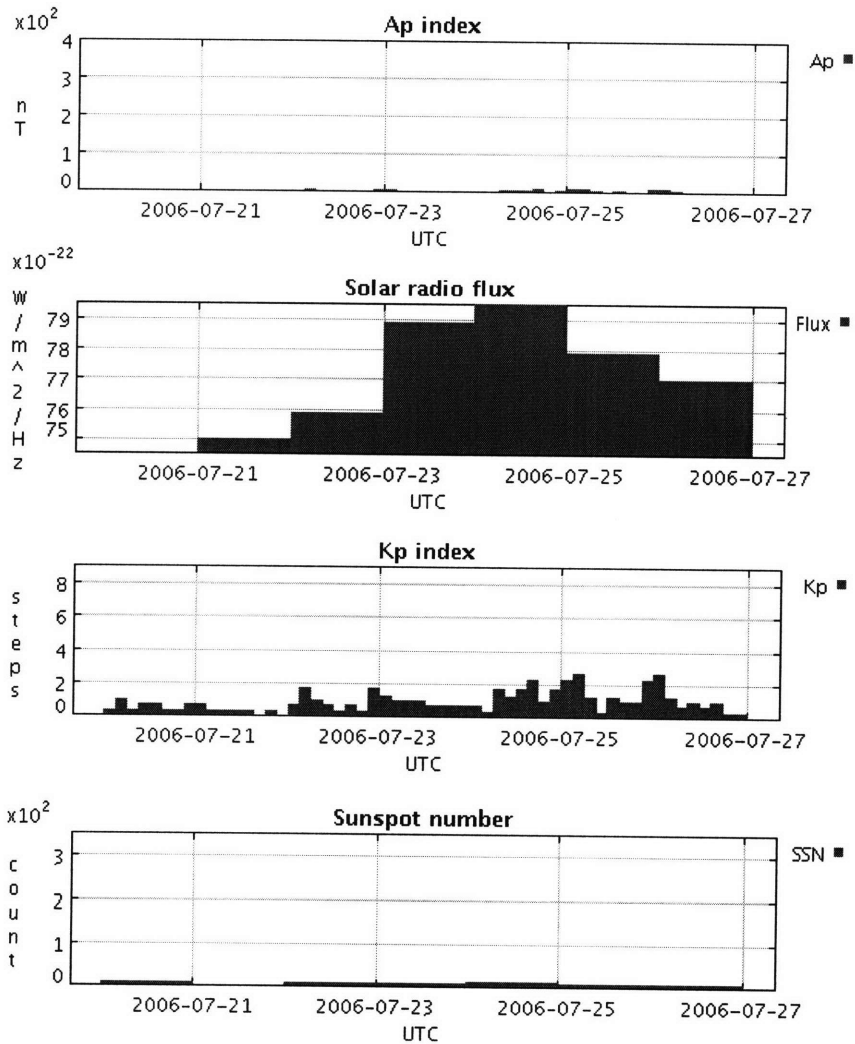 x10²
Ap index
4
3
2
1
0
n
T
Ap
2006-07-21 2006-07-23 2006-07-25 2006-07-27
UTC
x10⁻²²
Solar radio flux
W
/
m
^
2
/
H
z
79
78
77
76
75
Flux
2006-07-21 2006-07-23 2006-07-25 2006-07-27
UTC
Kp index
s
t
e
p
s
8
6
4
2
0
Kp
2006-07-21 2006-07-23 2006-07-25 2006-07-27
UTC
x10²
Sunspot number
c
o
u
n
t
3
2
1
0
SSN
2006-07-21 2006-07-23 2006-07-25 2006-07-27
UTC